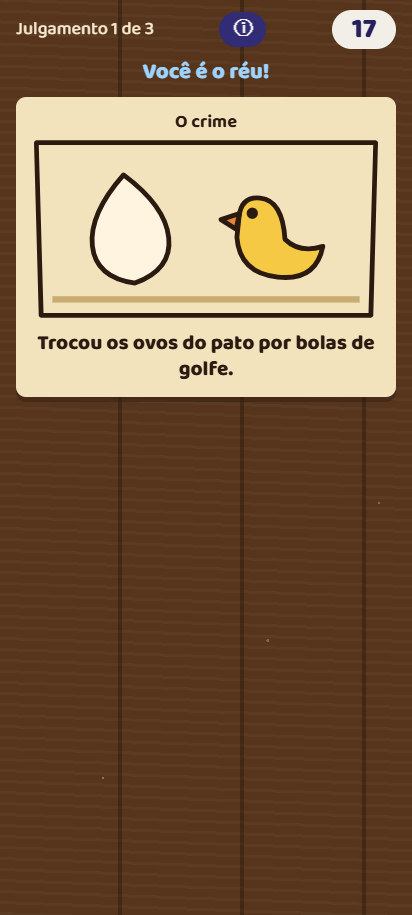 Julgamento 1 de 3
17
Você é o réu!
O crime
Trocou os ovos do pato por bolas de
golfe.